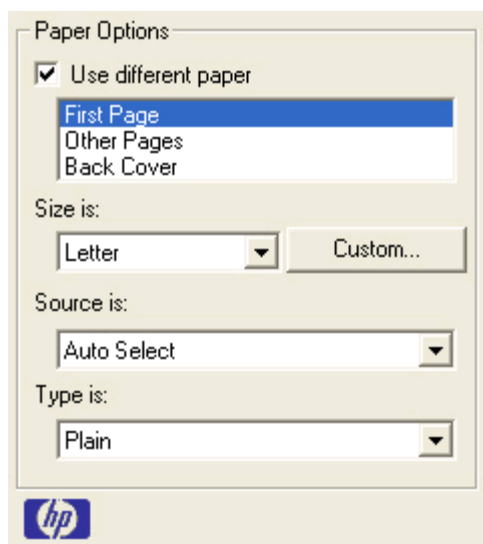 Paper Options
Use different paper
First Page
Other Pages
Back Cover
Size is:
Letter
Custom...
Source is:
Auto Select
Type is:
Plain
hp